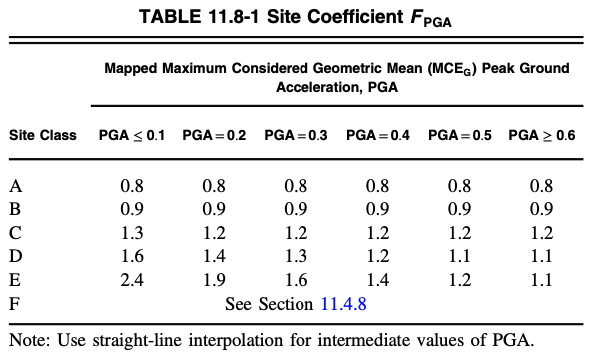 TABLE 11.8-1 Site Coefficient F_PGA
Mapped Maximum Considered Geometric Mean (MCE_G) Peak Ground
Acceleration, PGA
Site Class PGA ≤ 0.1 PGA = 0.2 PGA = 0.3 PGA = 0.4 PGA = 0.5 PGA ≥ 0.6
A 0.8 0.8 0.8 0.8 0.8 0.8
B 0.9 0.9 0.9 0.9 0.9 0.9
C 1.3 1.2 1.2 1.2 1.2 1.2
D 1.6 1.4 1.3 1.2 1.1 1.1
E 2.4 1.9 1.6 1.4 1.2 1.1
F See Section 11.4.8
Note: Use straight-line interpolation for intermediate values of PGA.